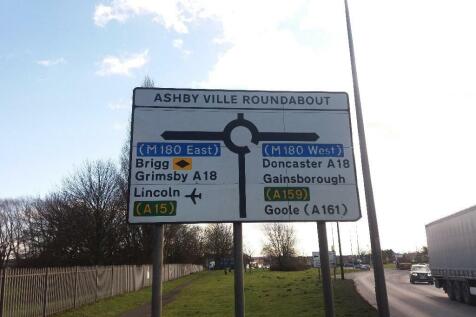 ASHBY VILLE ROUNDABOUT
(M180 East)
Brigg
Grimsby A18
Lincoln
(A15)
(M180 West)
Doncaster A18
Gainsborough
(A159)
Goole (A161)